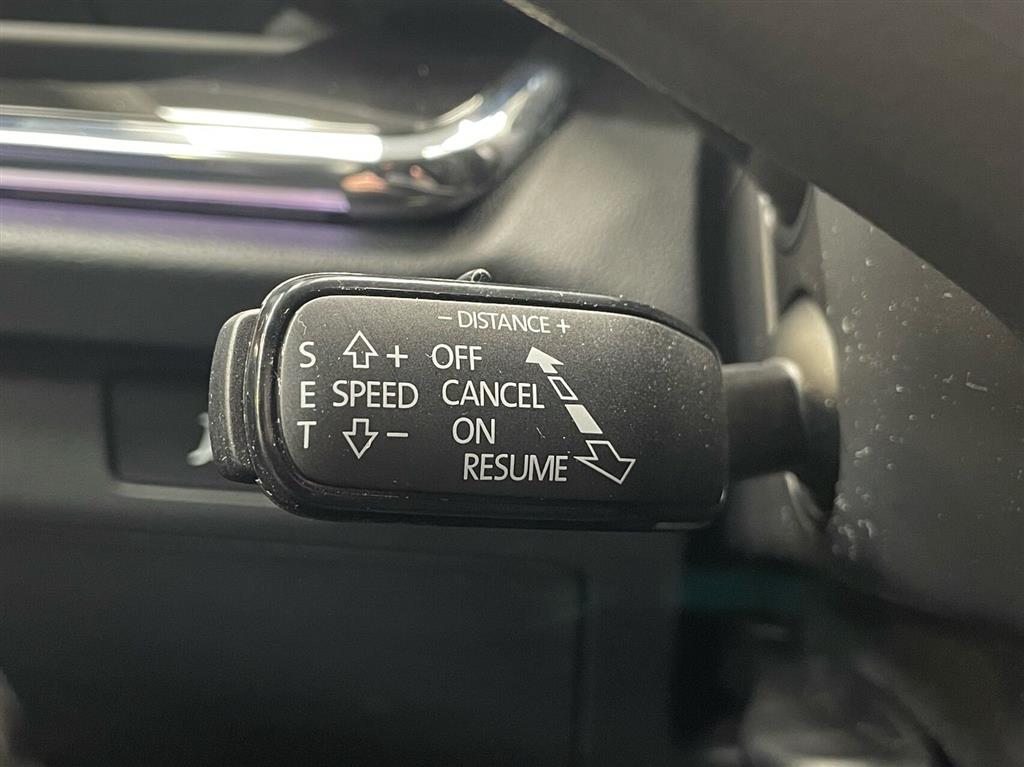 - DISTANCE +
S + OFF
E SPEED CANCEL
T - ON
RESUME